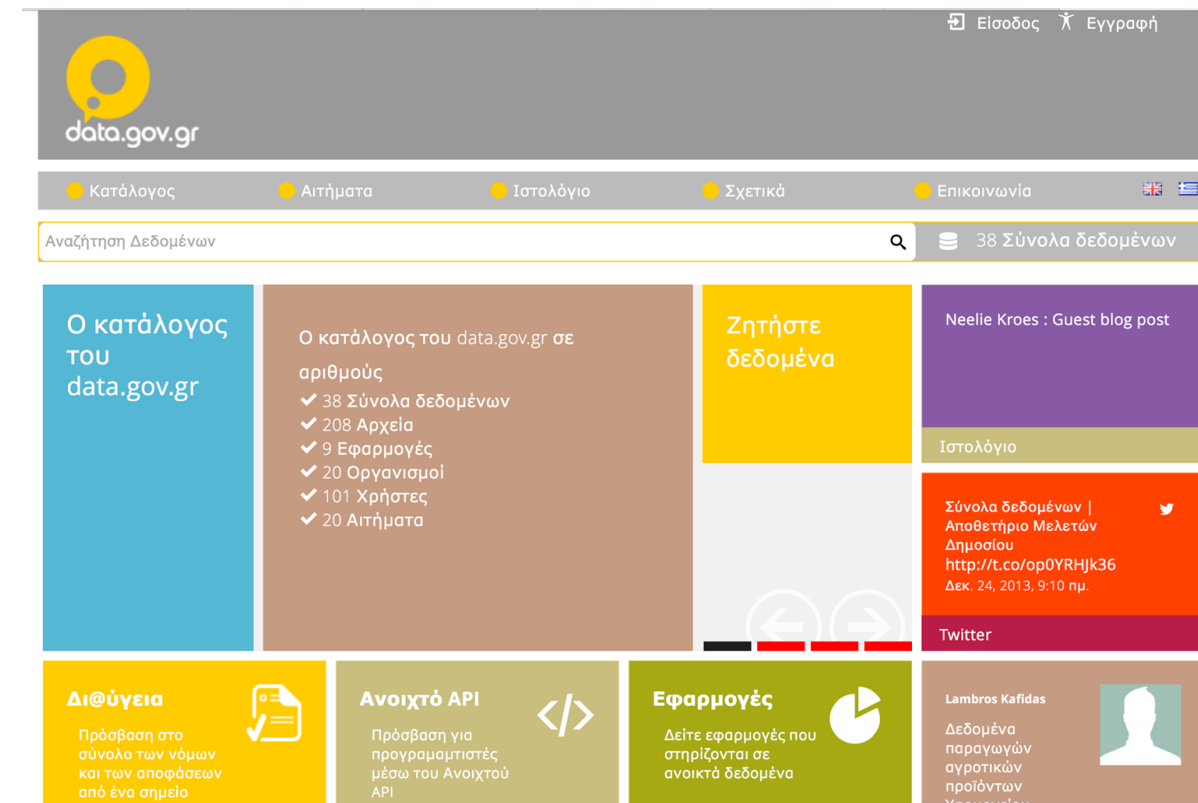 Είσοδος Εγγραφή
data.gov.gr
Κατάλογος Αιτήματα Ιστολόγιο Σχετικά Επικοινωνία
Αναζήτηση Δεδομένων
38 Σύνολα δεδομένων
Ο κατάλογος
του
data.gov.gr
Ο κατάλογος του data.gov.gr σε
αριθμούς
38 Σύνολα δεδομένων
208 Αρχεία
9 Εφαρμογές
20 Οργανισμοί
101 Χρήστες
20 Αιτήματα
Ζητήστε
δεδομένα
Neelie Kroes : Guest blog post
Ιστολόγιο
Σύνολα δεδομένων |
Αποθετήριο Μελετών
Δημοσίου
http://t.co/op0YRHJk36
Δεκ. 24, 2013, 9:10 πμ.
Twitter
Δι@ύγεια
Πρόσβαση στο
σύνολο των νόμων
και των αποφάσεων
από ένα σημείο
Ανοιχτό API
</>
Πρόσβαση για
προγραμαμτιστές
μέσω του Ανοιχτού
API
Εφαρμογές
Δείτε εφαρμογές που
στηρίζονται σε
ανοικτά δεδομένα
Lambros Kafidas
Δεδομένα
παραγωγών
αγροτικών
προϊόντων